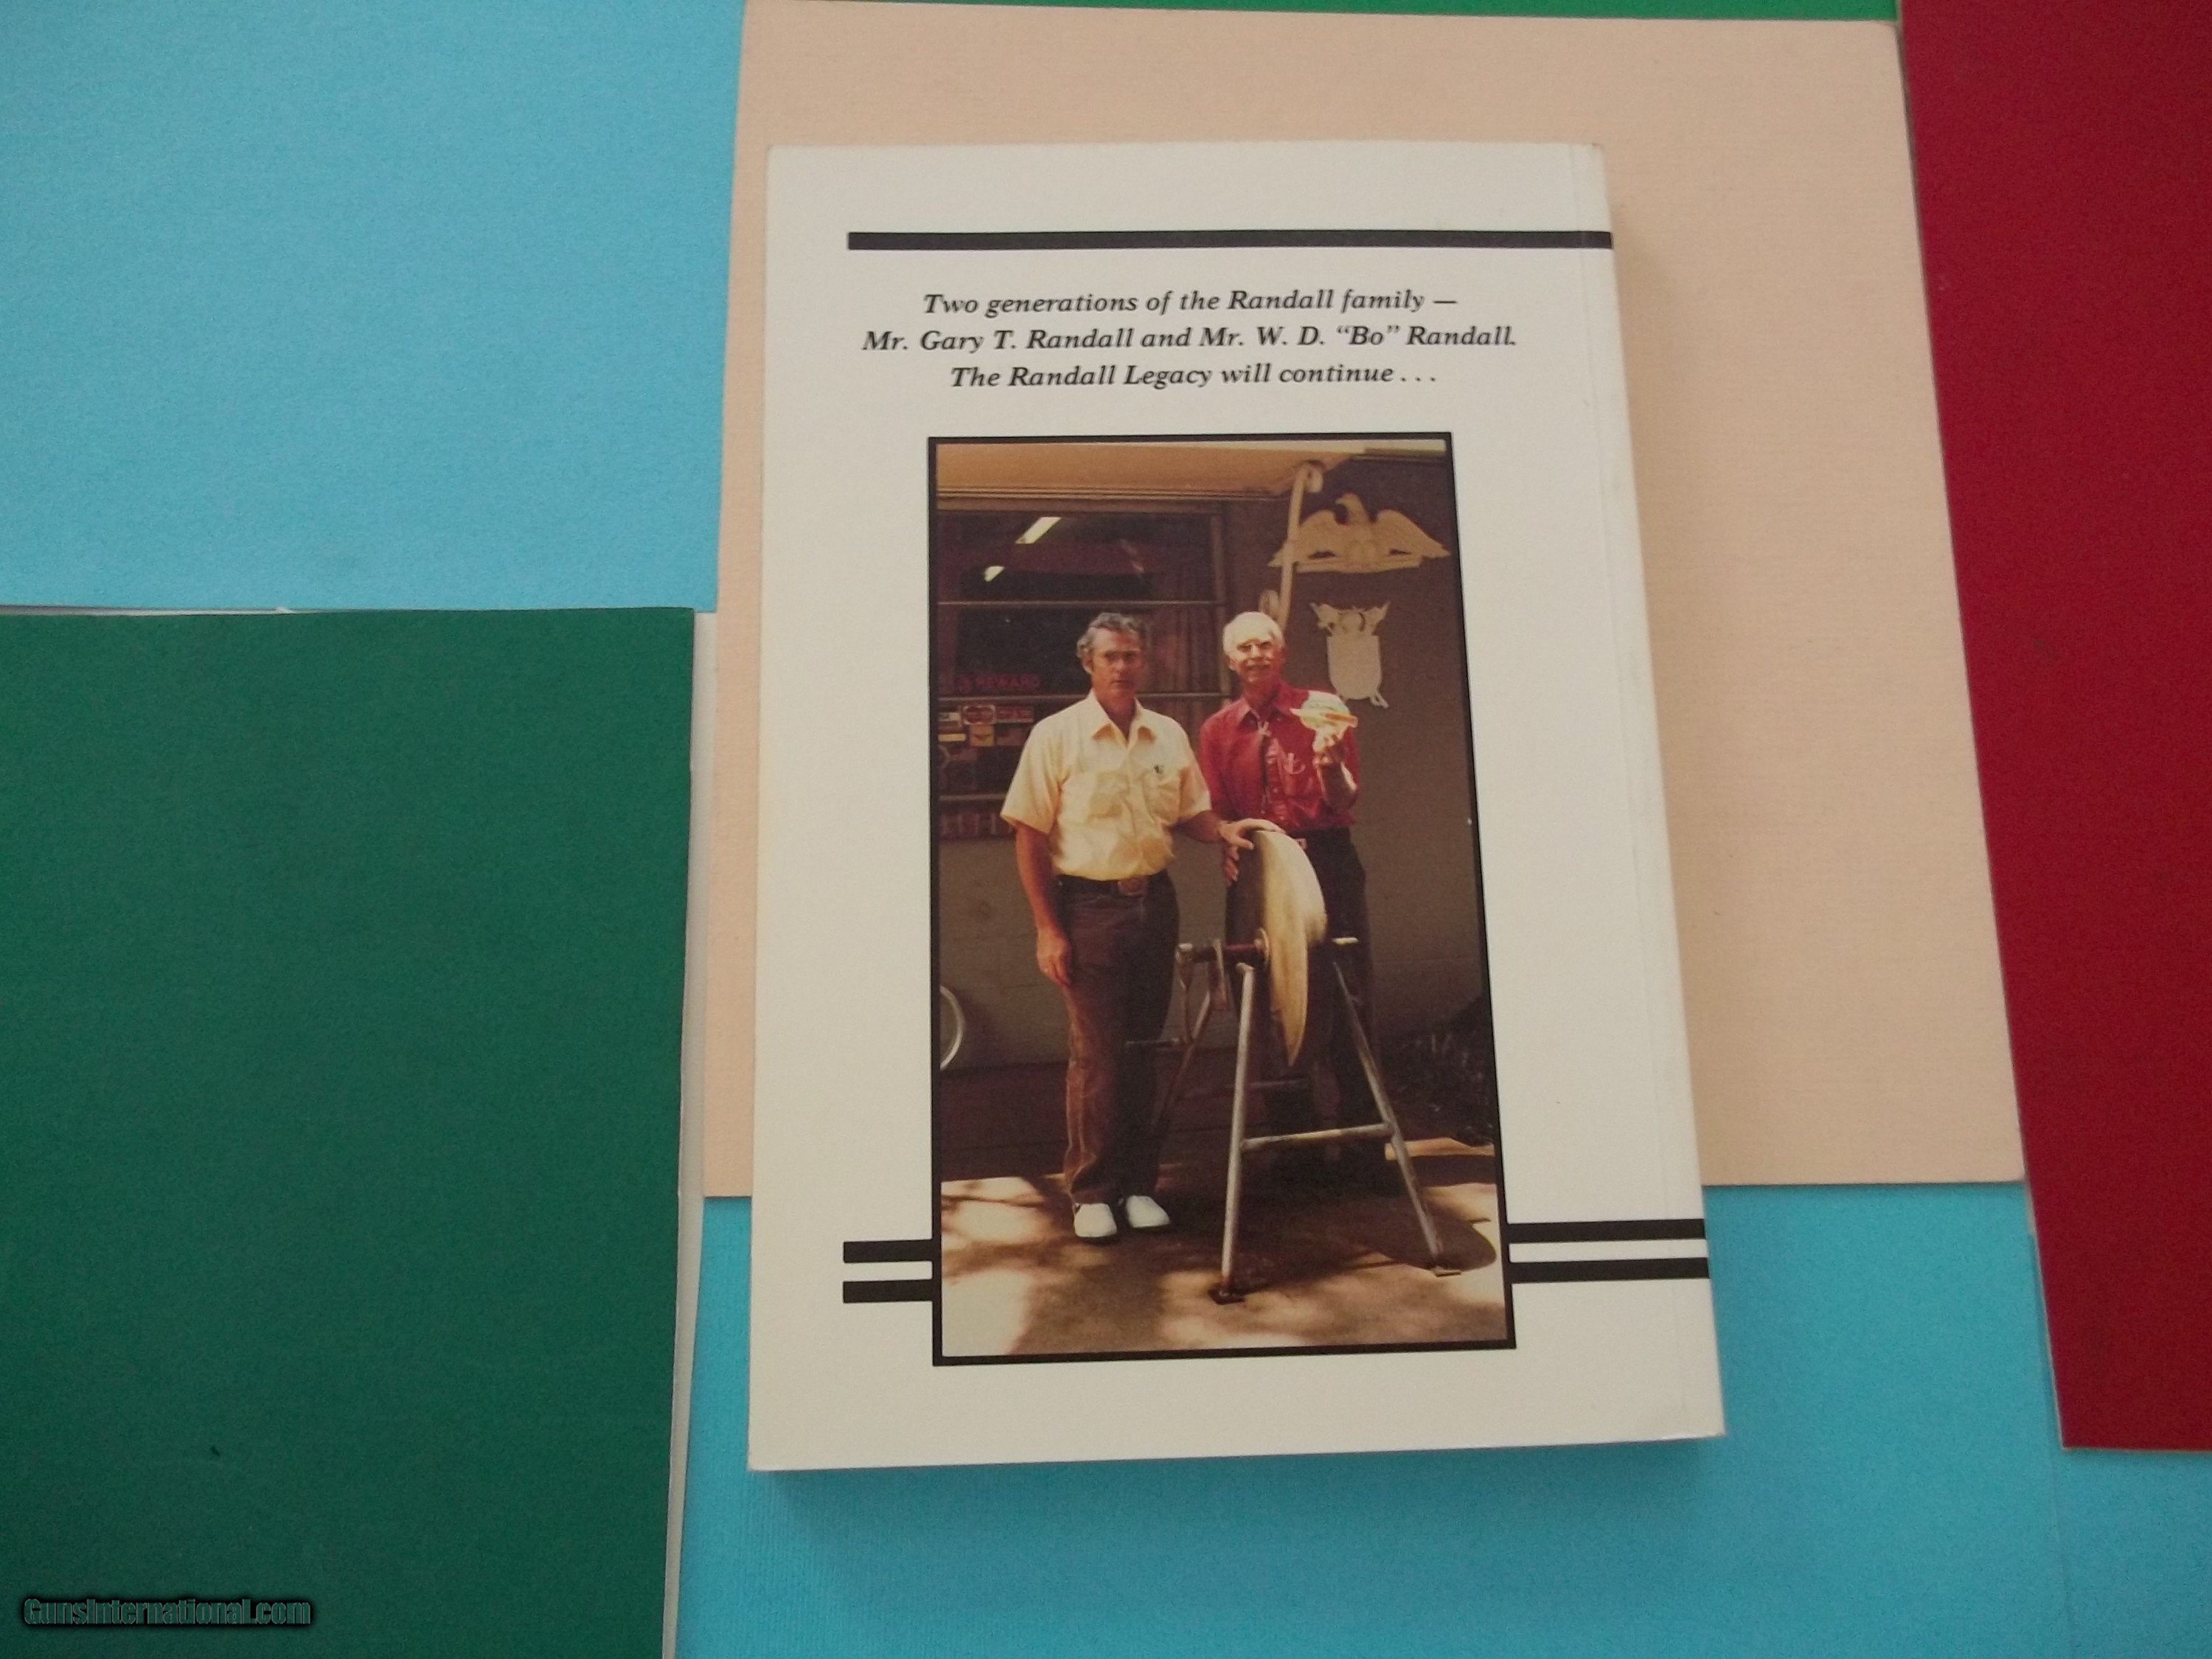 Two generations of the Randall family —
Mr. Gary T. Randall and Mr. W. D. “Bo” Randall.
The Randall Legacy will continue . . .
REWARD
GunsInternational.com